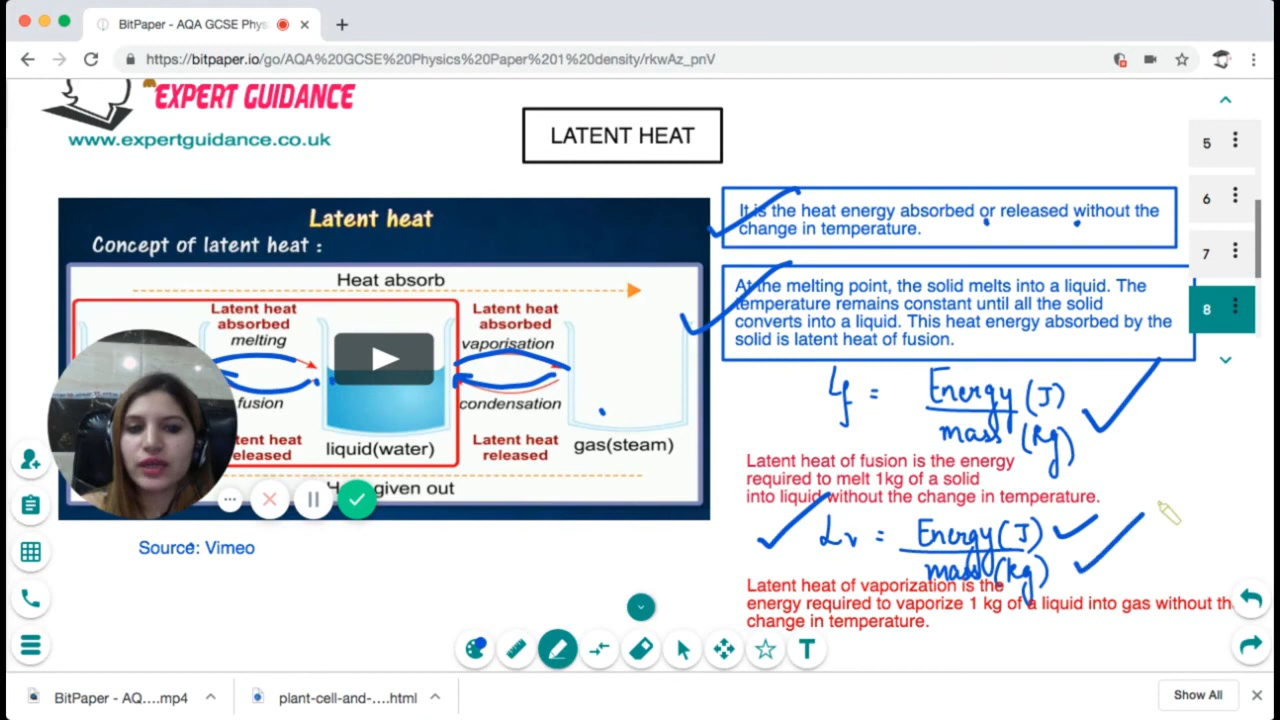 BitPaper - AQA GCSE Phys
https://bitpaper.io/go/AQA%20GCSE%20Physics%20Paper%201%20density/rkwAz_pnV
EXPERT GUIDANCE
www.expertguidance.co.uk
LATENT HEAT
5
6
7
8
Latent heat
Concept of latent heat :
Heat absorb
Latent heat
absorbed
melting
Latent heat
absorbed
vaporisation
fusion
condensation
heat
released
liquid(water)
Latent heat
released
gas(steam)
given out
Source: Vimeo
It is the heat energy absorbed or released without the
change in temperature.
At the melting point, the solid melts into a liquid. The
temperature remains constant until all the solid
converts into a liquid. This heat energy absorbed by the
solid is latent heat of fusion.
Lf = Energy (J)
mass (Kg)
Latent heat of fusion is the energy
required to melt 1kg of a solid
into liquid without the change in temperature.
Lv = Energy (J)
mass (kg)
Latent heat of vaporization is the
energy required to vaporize 1 kg of a liquid into gas without th
change in temperature.
T
BitPaper - AQ....mp4
plant-cell-and-....html
Show All